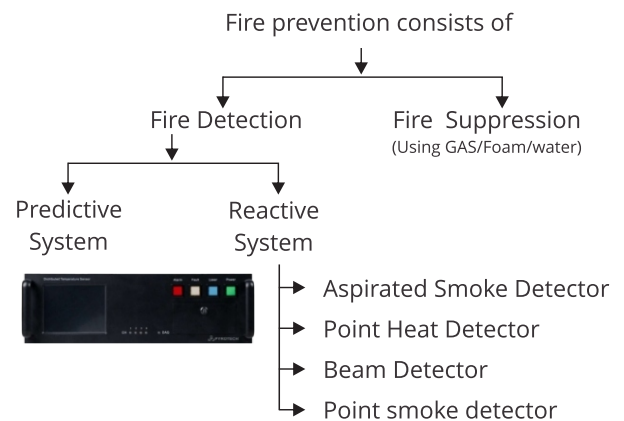 Fire prevention consists of
Fire Detection
Fire Suppression
(Using GAS/Foam/water)
Predictive
System
Reactive
System
Aspirated Smoke Detector
Point Heat Detector
Beam Detector
Point smoke detector